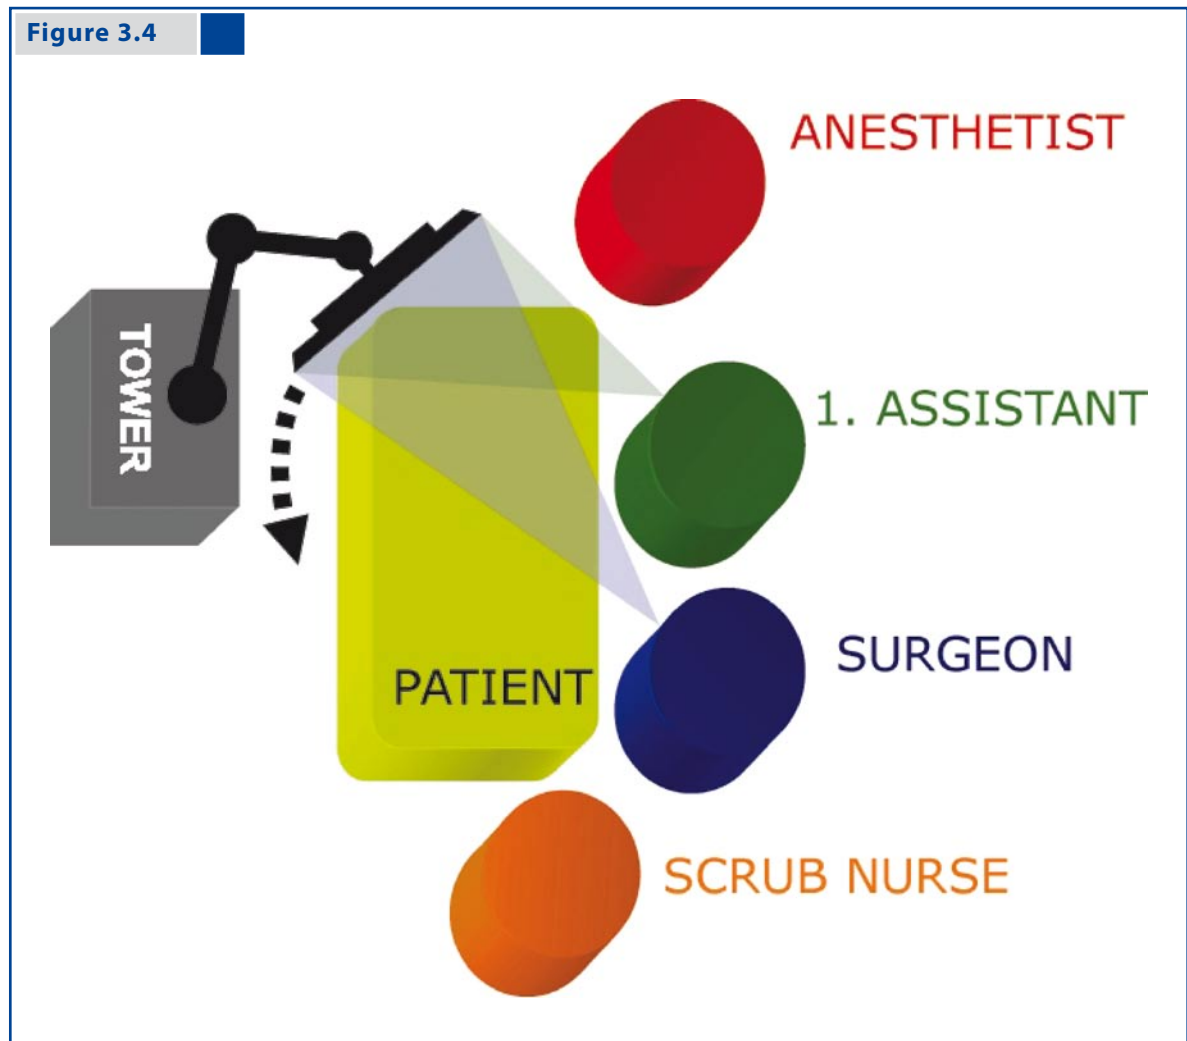 Figure 3.4
ANESTHETIST
TOWER
1. ASSISTANT
SURGEON
PATIENT
SCRUB NURSE